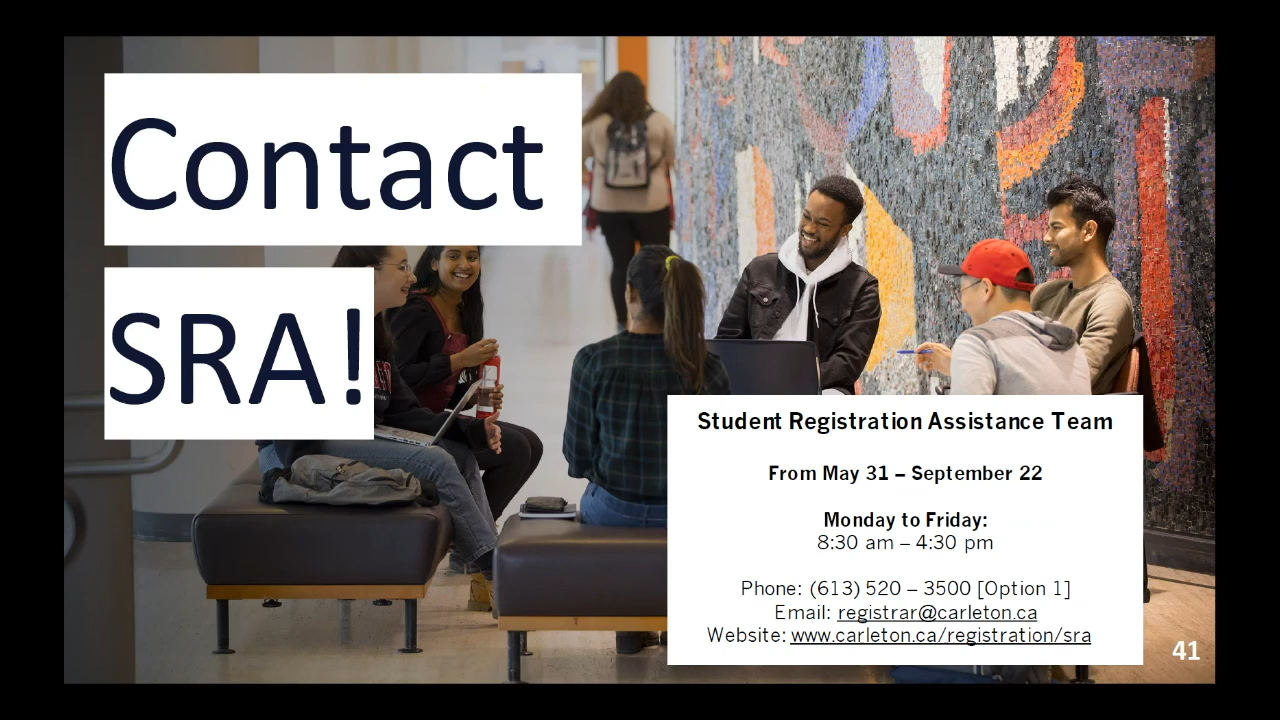 Contact
SRA!
Student Registration Assistance Team
From May 31 – September 22
Monday to Friday:
8:30 am – 4:30 pm
Phone: (613) 520 – 3500 [Option 1]
Email: registrar@carleton.ca
Website: www.carleton.ca/registration/sra
41